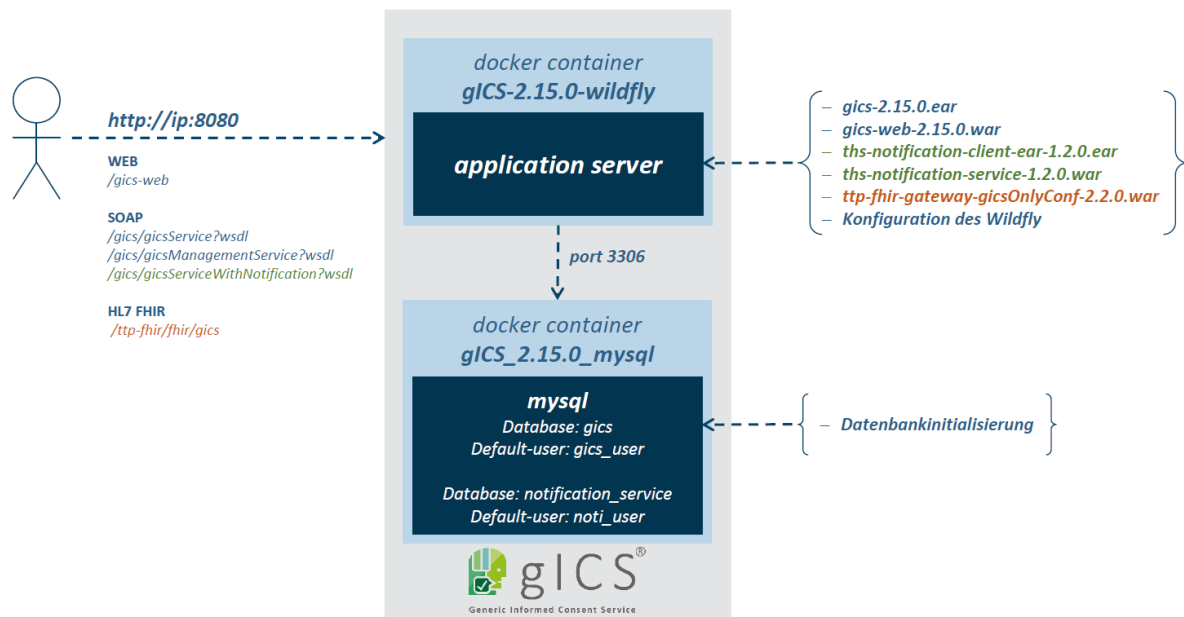 http://ip:8080
WEB
/gics-web
SOAP
/gics/gicsService?wsdl
/gics/gicsManagementService?wsdl
/gics/gicsServiceWithNotification?wsdl
HL7 FHIR
/ttp-fhir/fhir/gics
docker container
gICS-2.15.0-wildfly
application server
port 3306
docker container
gICS_2.15.0_mysql
mysql
Database: gics
Default-user: gics_user
Database: notification_service
Default-user: noti_user
gICS®
Generic Informed Consent Service
– gics-2.15.0.ear
– gics-web-2.15.0.war
– ths-notification-client-ear-1.2.0.ear
– ths-notification-service-1.2.0.war
– ttp-fhir-gateway-gicsOnlyConf-2.2.0.war
– Konfiguration des Wildfly
– Datenbankinitialisierung